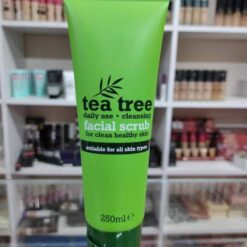 tea tree
daily use • cleansing
facial scrub
for clean healthy skin
suitable for all skin types
250ml e